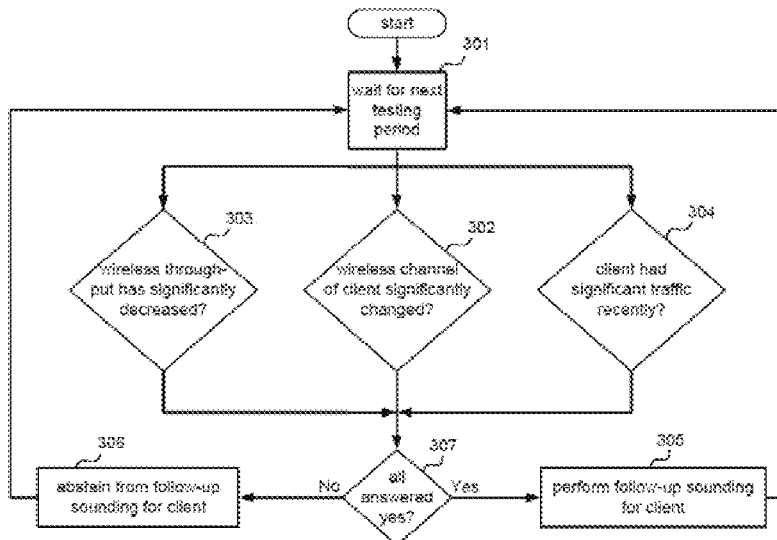 start
301
wait for next
testing
period
303
wireless through-
put has significantly
decreased?
302
wireless channel
of client significantly
changed?
304
client had
significant traffic
recently?
306
abstain from follow-up
sounding for client
No
307
all
answered
yes?
Yes
305
perform follow-up sounding
for client